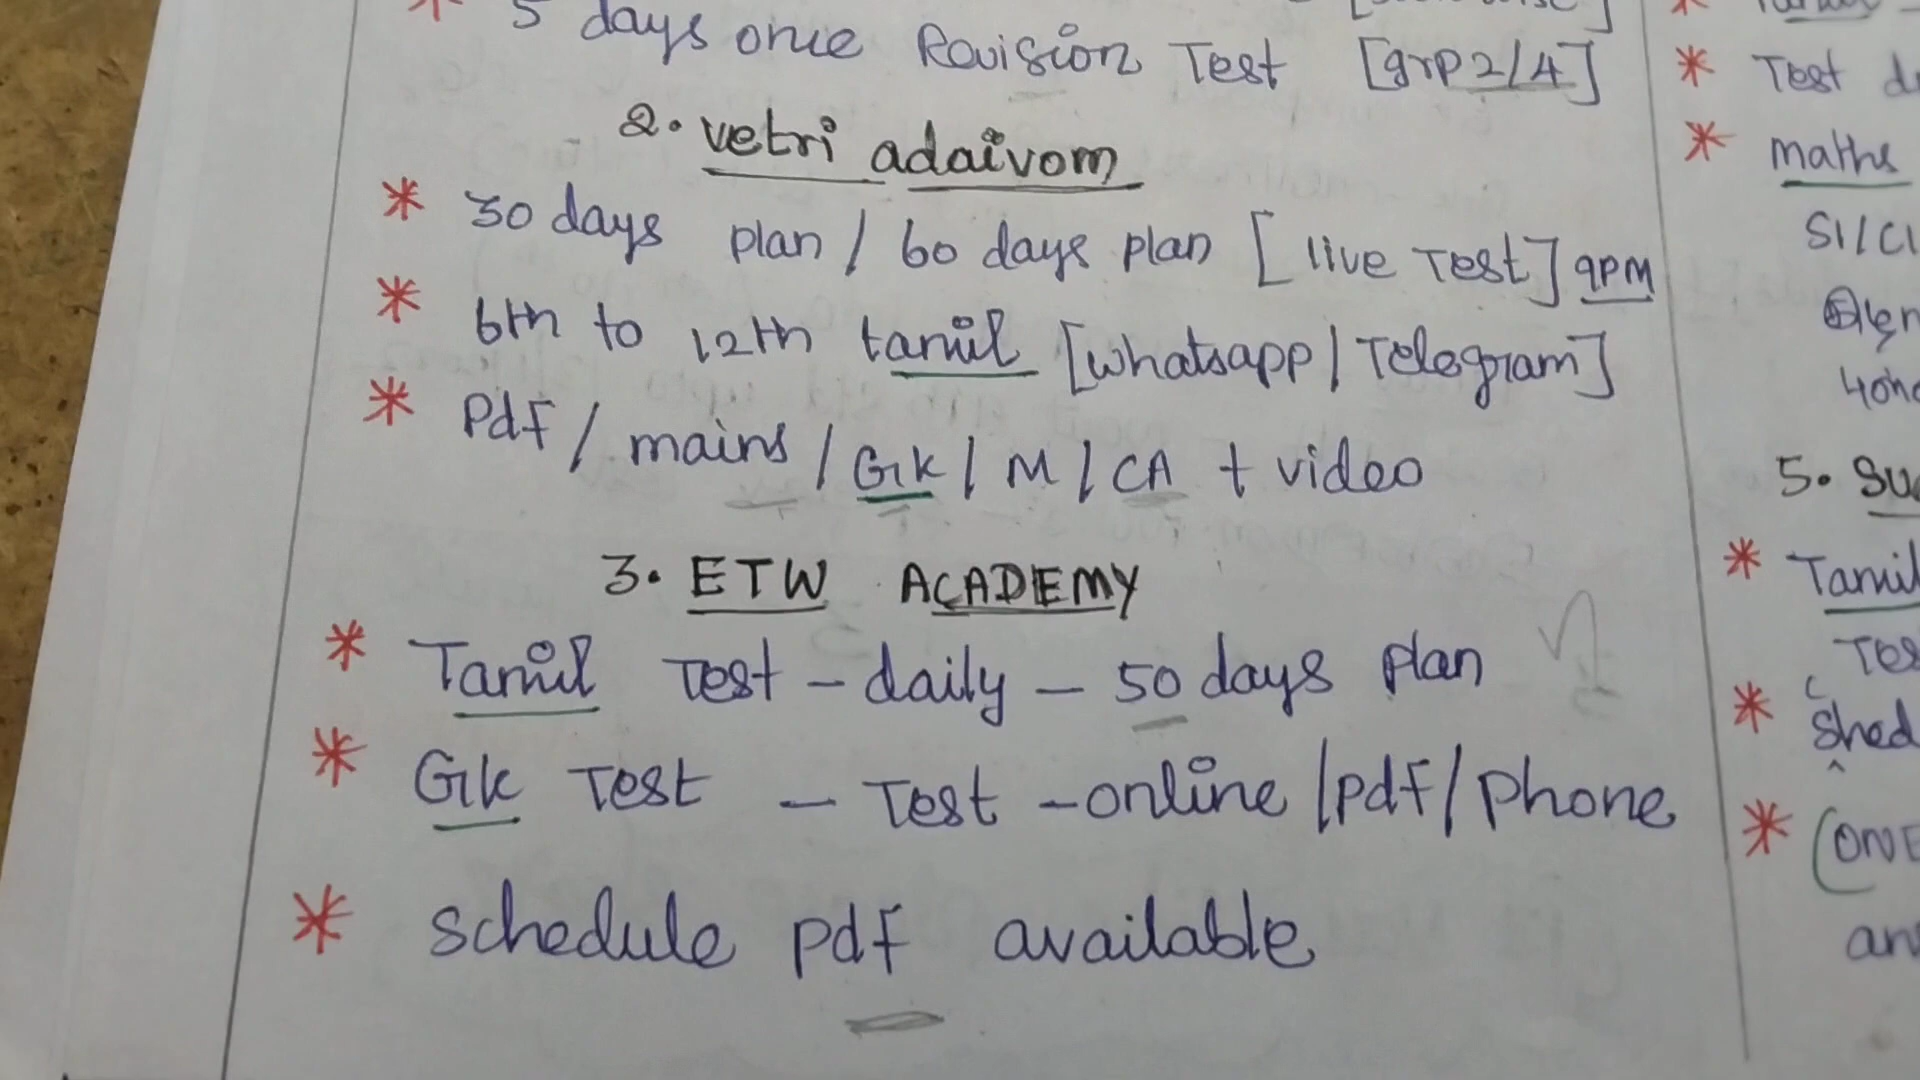 5 days once Revision Test [grp 2/4]
2. vetri adaivom
* 30 days plan / 60 days plan [live Test] 9PM
* 6th to 12th tamil [whatsapp | Telegram]
* Pdf / mains / GK / M / CA + video
3. ETW ACADEMY
* Tamil Test - daily - 50 days plan
* GK Test - Test - online / pdf / phone
* schedule pdf available
* Test
* maths
SI/CI
5.
* Tamil
*
*